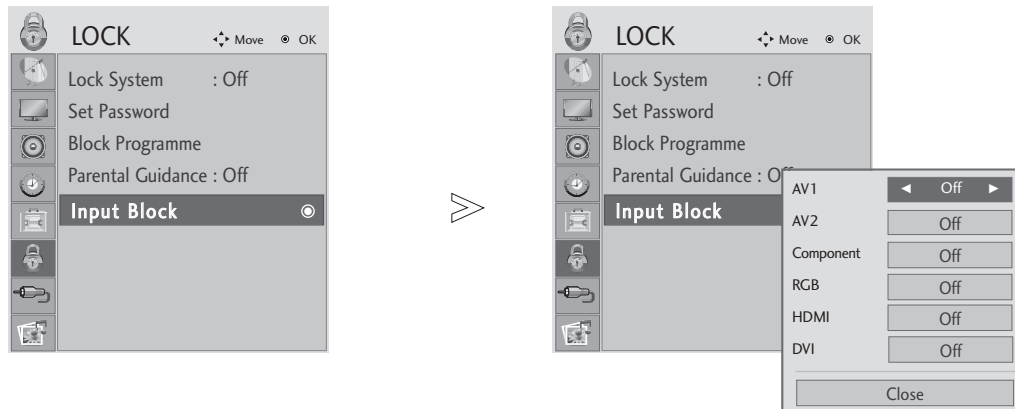 LOCK
Move OK
Lock System : Off
Set Password
Block Programme
Parental Guidance : Off
Input Block
LOCK
Move OK
Lock System : Off
Set Password
Block Programme
Parental Guidance : Of
Input Block
AV1 ◄ Off ►
AV2 Off
Component Off
RGB Off
HDMI Off
DVI Off
Close